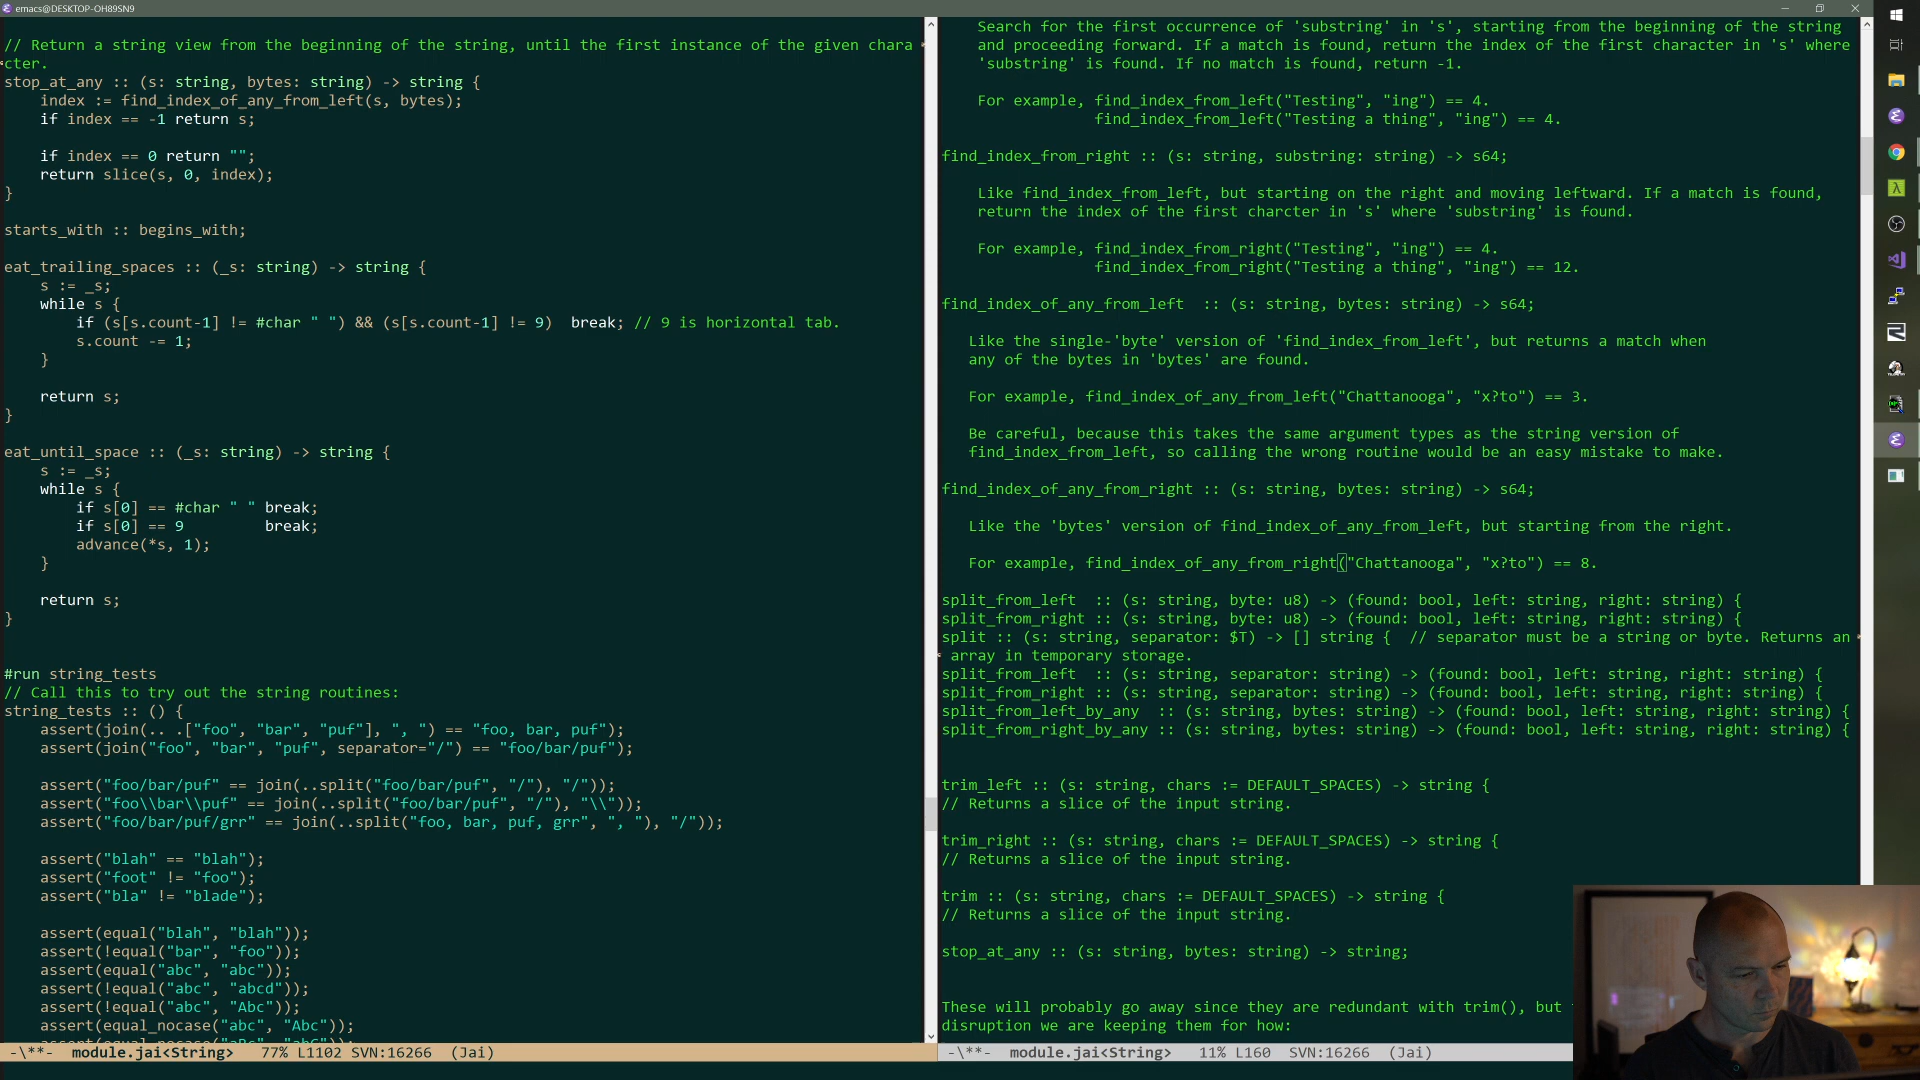 emacs@DESKTOP-OH89SN9
// Return a string view from the beginning of the string, until the first instance of the given chara
cter.
stop_at_any :: (s: string, bytes: string) -> string {
    index := find_index_of_any_from_left(s, bytes);
    if index == -1 return s;
    if index == 0 return "";
    return slice(s, 0, index);
}
starts_with :: begins_with;
eat_trailing_spaces :: (_s: string) -> string {
    s := _s;
    while s {
        if (s[s.count-1] != #char " ") && (s[s.count-1] != 9)  break; // 9 is horizontal tab.
        s.count -= 1;
    }
    return s;
}
eat_until_space :: (_s: string) -> string {
    s := _s;
    while s {
        if s[0] == #char " " break;
        if s[0] == 9         break;
        advance(*s, 1);
    }
    return s;
}
#run string_tests
// Call this to try out the string routines:
string_tests :: () {
    assert(join(.. .["foo", "bar", "puf"], ", ") == "foo, bar, puf");
    assert(join("foo", "bar", "puf", separator="/") == "foo/bar/puf");
    assert("foo/bar/puf" == join(..split("foo/bar/puf", "/"), "/"));
    assert("foo\\bar\\puf" == join(..split("foo/bar/puf", "/"), "\\"));
    assert("foo/bar/puf/grr" == join(..split("foo, bar, puf, grr", ", "), "/"));
    assert("blah" == "blah");
    assert("foot" != "foo");
    assert("bla" != "blade");
    assert(equal("blah", "blah"));
    assert(!equal("bar", "foo"));
    assert(equal("abc", "abc"));
    assert(!equal("abc", "abcd"));
    assert(!equal("abc", "Abc"));
    assert(equal_nocase("abc", "Abc"));
-\**-  module.jai<String>   77% L1102 SVN:16266  (Jai)
    Search for the first occurrence of 'substring' in 's', starting from the beginning of the string
    and proceeding forward. If a match is found, return the index of the first character in 's' where
    'substring' is found. If no match is found, return -1.
    For example, find_index_from_left("Testing", "ing") == 4.
                 find_index_from_left("Testing a thing", "ing") == 4.
find_index_from_right :: (s: string, substring: string) -> s64;
    Like find_index_from_left, but starting on the right and moving leftward. If a match is found,
    return the index of the first charcter in 's' where 'substring' is found.
    For example, find_index_from_right("Testing", "ing") == 4.
                 find_index_from_right("Testing a thing", "ing") == 12.
find_index_of_any_from_left  :: (s: string, bytes: string) -> s64;
   Like the single-'byte' version of 'find_index_from_left', but returns a match when
   any of the bytes in 'bytes' are found.
   For example, find_index_of_any_from_left("Chattanooga", "x?to") == 3.
   Be careful, because this takes the same argument types as the string version of
   find_index_from_left, so calling the wrong routine would be an easy mistake to make.
find_index_of_any_from_right :: (s: string, bytes: string) -> s64;
   Like the 'bytes' version of find_index_of_any_from_left, but starting from the right.
   For example, find_index_of_any_from_right("Chattanooga", "x?to") == 8.
split_from_left  :: (s: string, byte: u8) -> (found: bool, left: string, right: string) {
split_from_right :: (s: string, byte: u8) -> (found: bool, left: string, right: string) {
split :: (s: string, separator: $T) -> [] string {  // separator must be a string or byte. Returns an
 array in temporary storage.
split_from_left  :: (s: string, separator: string) -> (found: bool, left: string, right: string) {
split_from_right :: (s: string, separator: string) -> (found: bool, left: string, right: string) {
split_from_left_by_any  :: (s: string, bytes: string) -> (found: bool, left: string, right: string) {
split_from_right_by_any :: (s: string, bytes: string) -> (found: bool, left: string, right: string) {
trim_left :: (s: string, chars := DEFAULT_SPACES) -> string {
// Returns a slice of the input string.
trim_right :: (s: string, chars := DEFAULT_SPACES) -> string {
// Returns a slice of the input string.
trim :: (s: string, chars := DEFAULT_SPACES) -> string {
// Returns a slice of the input string.
stop_at_any :: (s: string, bytes: string) -> string;
These will probably go away since they are redundant with trim(), but
disruption we are keeping them for how:
-\**-  module.jai<String>   11% L160  SVN:16266  (Jai)